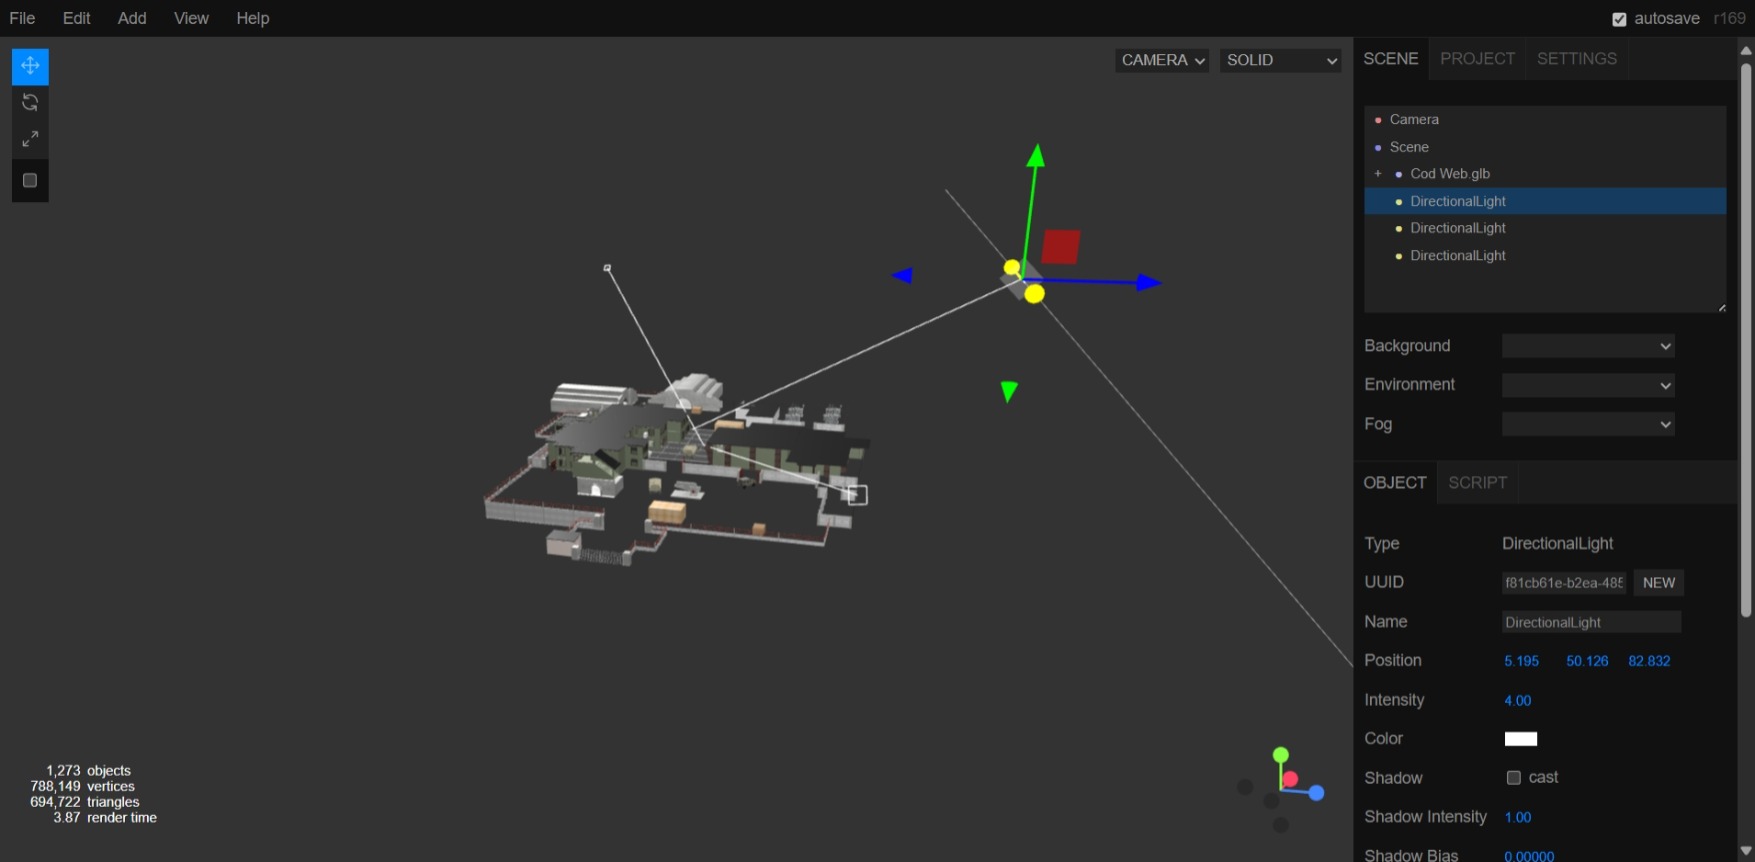 File Edit Add View Help autosave r169
CAMERA SOLID
SCENE PROJECT SETTINGS
Camera
Scene
+ Cod Web.glb
DirectionalLight
DirectionalLight
DirectionalLight
Background
Environment
Fog
OBJECT SCRIPT
Type DirectionalLight
UUID f81cb61e-b2ea-485 NEW
Name DirectionalLight
Position 5.195 50.126 82.832
Intensity 4.00
Color
Shadow cast
Shadow Intensity 1.00
Shadow Bias 0.00000
1,273 objects
788,149 vertices
694,722 triangles
3.87 render time